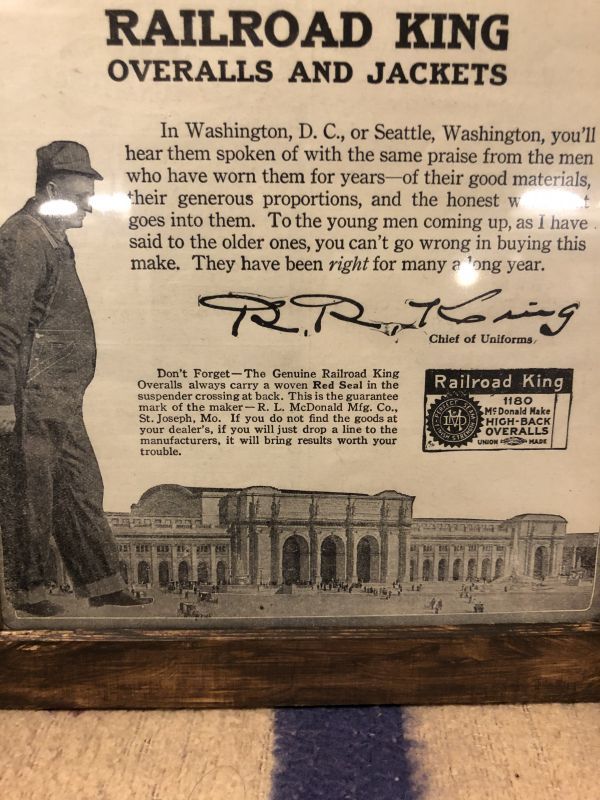 RAILROAD KING
OVERALLS AND JACKETS
In Washington, D. C., or Seattle, Washington, you'll
hear them spoken of with the same praise from the men
who have worn them for years—of their good materials,
their generous proportions, and the honest
goes into them. To the young men coming up, as I have
said to the older ones, you can't go wrong in buying this
make. They have been right for many a long year.
R. R. King
Chief of Uniforms
Don't Forget—The Genuine Railroad King
Overalls always carry a woven Red Seal in the
suspender crossing at back. This is the guarantee
mark of the maker—R. L. McDonald Mfg. Co.,
St. Joseph, Mo. If you do not find the goods at
your dealer's, if you will just drop a line to the
manufacturers, it will bring results worth your
trouble.
Railroad King
1180
McDonald Make
HIGH-BACK
OVERALLS
UNION MADE